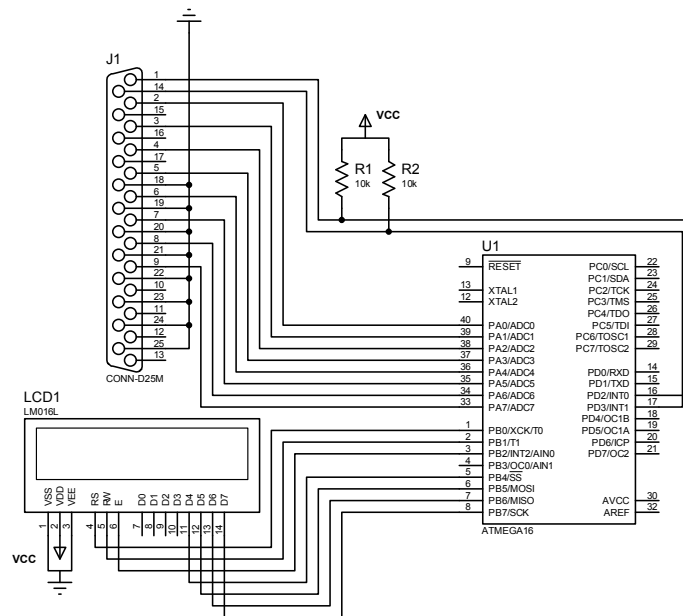 J1
1
14
2
15
3
16
4
17
5
18
6
19
7
20
8
21
9
22
10
23
11
24
12
25
13
CONN-D25M
VCC
R1
10k
R2
10k
U1
9 RESET
13 XTAL1
12 XTAL2
40 PA0/ADC0
39 PA1/ADC1
38 PA2/ADC2
37 PA3/ADC3
36 PA4/ADC4
35 PA5/ADC5
34 PA6/ADC6
33 PA7/ADC7
1 PB0/XCK/T0
2 PB1/T1
3 PB2/INT2/AIN0
4 PB3/OC0/AIN1
5 PB4/SS
6 PB5/MOSI
7 PB6/MISO
8 PB7/SCK
PC0/SCL 22
PC1/SDA 23
PC2/TCK 24
PC3/TMS 25
PC4/TDO 26
PC5/TDI 27
PC6/TOSC1 28
PC7/TOSC2 29
PD0/RXD 14
PD1/TXD 15
PD2/INT0 16
PD3/INT1 17
PD4/OC1B 18
PD5/OC1A 19
PD6/ICP 20
PD7/OC2 21
AVCC 30
AREF 32
ATMEGA16
LCD1
LM016L
VSS VDD VEE RS RW E D0 D1 D2 D3 D4 D5 D6 D7
1 2 3 4 5 6 7 8 9 10 11 12 13 14
VCC